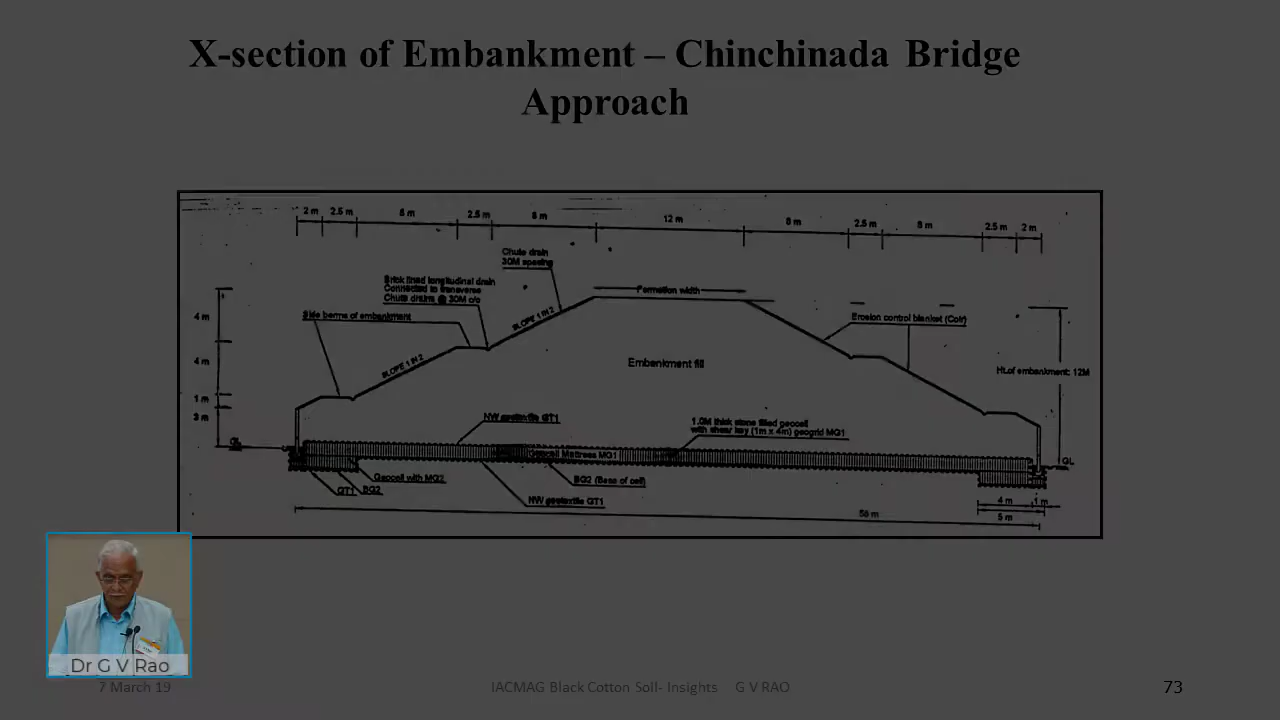 X-section of Embankment – Chinchinada Bridge
Approach
2 m 2.5 m 8 m 2.5 m 8 m 12 m 8 m 2.5 m 8 m 2.5 m 2 m
Chute drain
30M spacing
Brick lined longitudinal drain
Connected to transverse
Chute drains @ 30M c/c
Side berms of embankment
SLOPE 1 IN 2
SLOPE 1 IN 2
Formation width
Erosion control blanket (Coir)
4 m
4 m
1 m
3 m
GL
Embankment fill
Ht.of embankment: 12M
NW geotextile GT1
1.0M thick stone filled geocell
with shear key (1m x 4m) geogrid MG1
Geocell Mattress MG1
Geocell with MG2
GT1
BG2
BG2 (Base of cell)
NW geotextile GT1
GL
4 m 1 m
5 m
58 m
Dr G V Rao
7 March 19
IACMAG Black Cotton Soll- Insights G V RAO
73